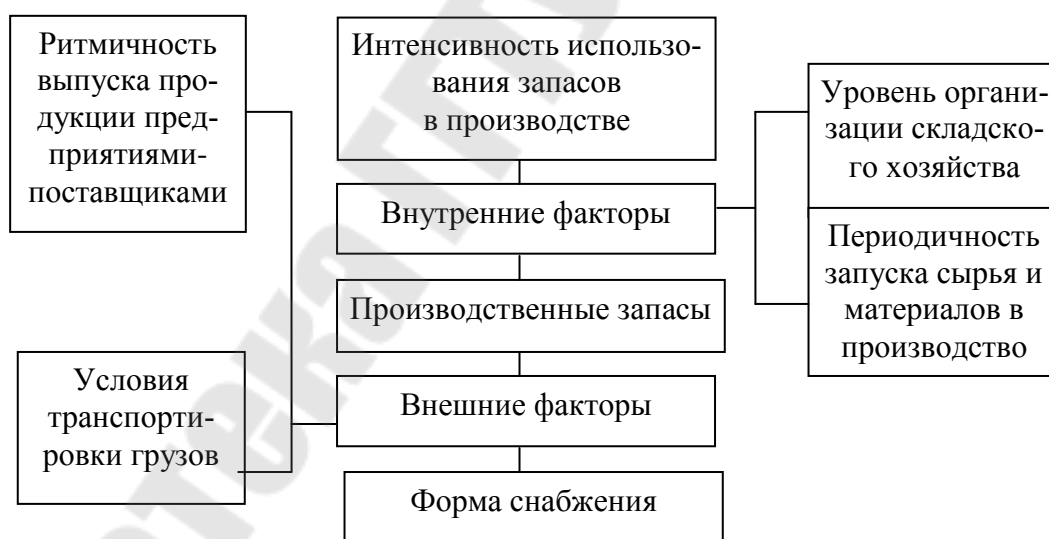 Ритмичность
выпуска про-
дукции пред-
приятиями-
поставщиками
Интенсивность использо-
вания запасов
в производстве
Уровень органи-
зации складско-
го хозяйства
Внутренние факторы
Периодичность
запуска сырья и
материалов в
производство
Производственные запасы
Условия
транспорти-
ровки грузов
Внешние факторы
Форма снабжения